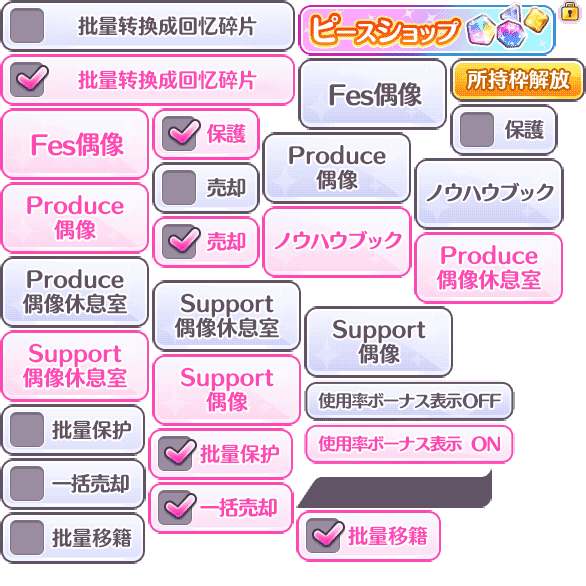 批量转换成回忆碎片
ピースショップ
批量转换成回忆碎片
Fes偶像
所持枠解放
Fes偶像
保護
保護
Produce
偶像
売却
Produce
偶像
ノウハウブック
売却
ノウハウブック
Produce
偶像休息室
Produce
偶像休息室
Support
偶像休息室
Support
偶像
Support
偶像休息室
Support
偶像
使用率ボーナス表示OFF
批量保护
使用率ボーナス表示 ON
批量保护
一括売却
一括売却
批量移籍
批量移籍